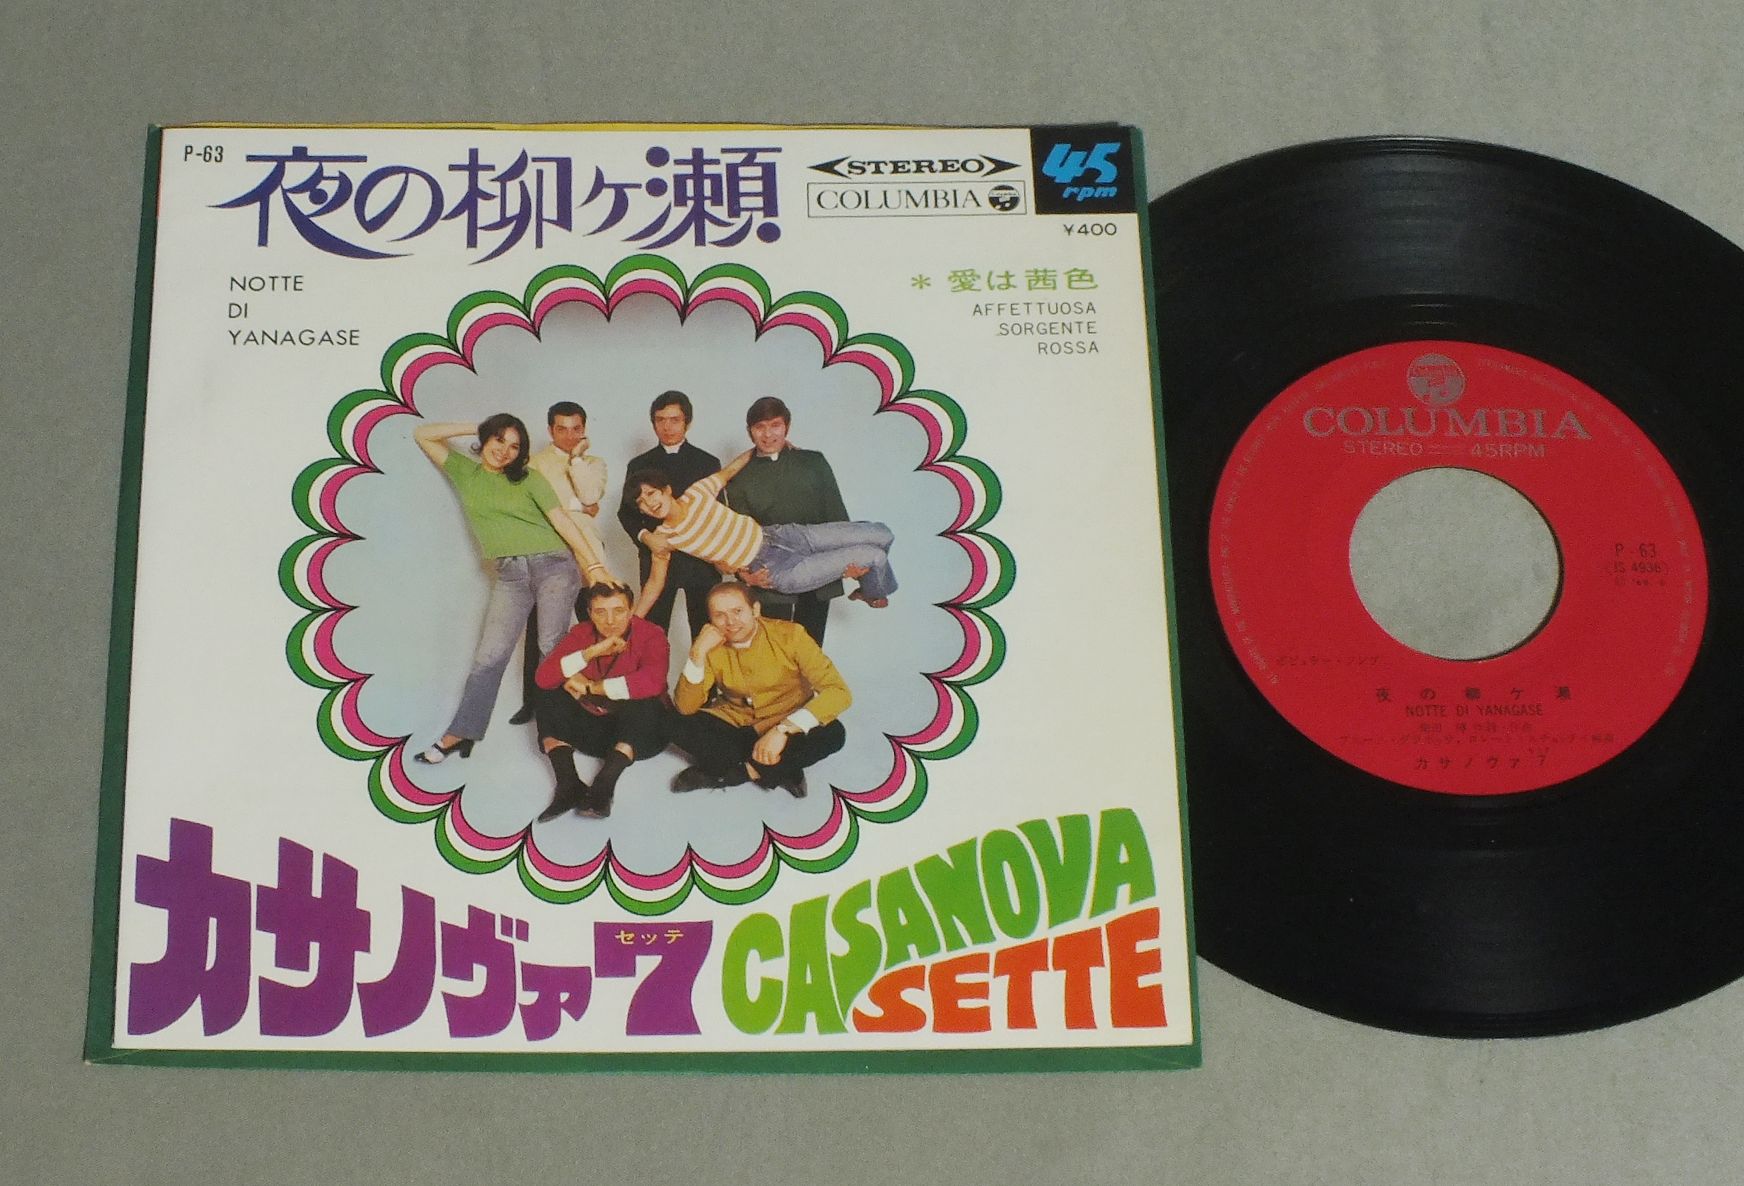 P-63
夜の柳ヶ瀬
STEREO
COLUMBIA
45
rpm
¥400
NOTTE
DI
YANAGASE
＊愛は茜色
AFFETTUOSA
SORGENTE
ROSSA
カサノヴァ7
セッテ
CASANOVA
SETTE
COLUMBIA
STEREO 45RPM
P-63
夜の柳ケ瀬
NOTTE DI YANAGASE
カサノヴァ7